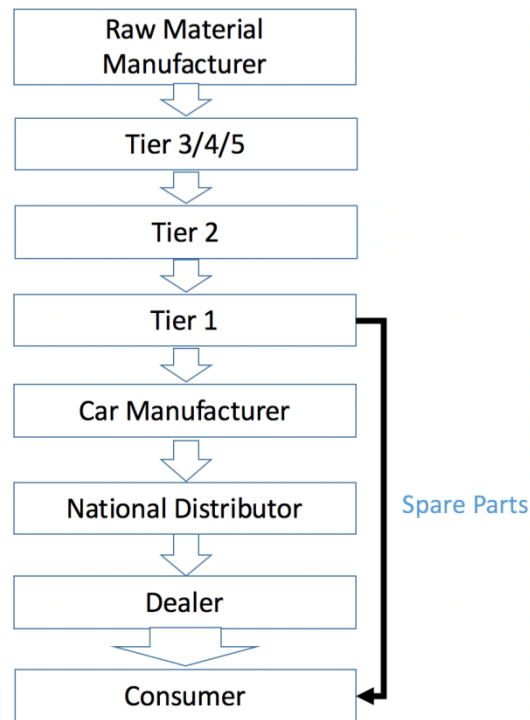 Raw Material
Manufacturer
Tier 3/4/5
Tier 2
Tier 1
Car Manufacturer
National Distributor
Spare Parts
Dealer
Consumer